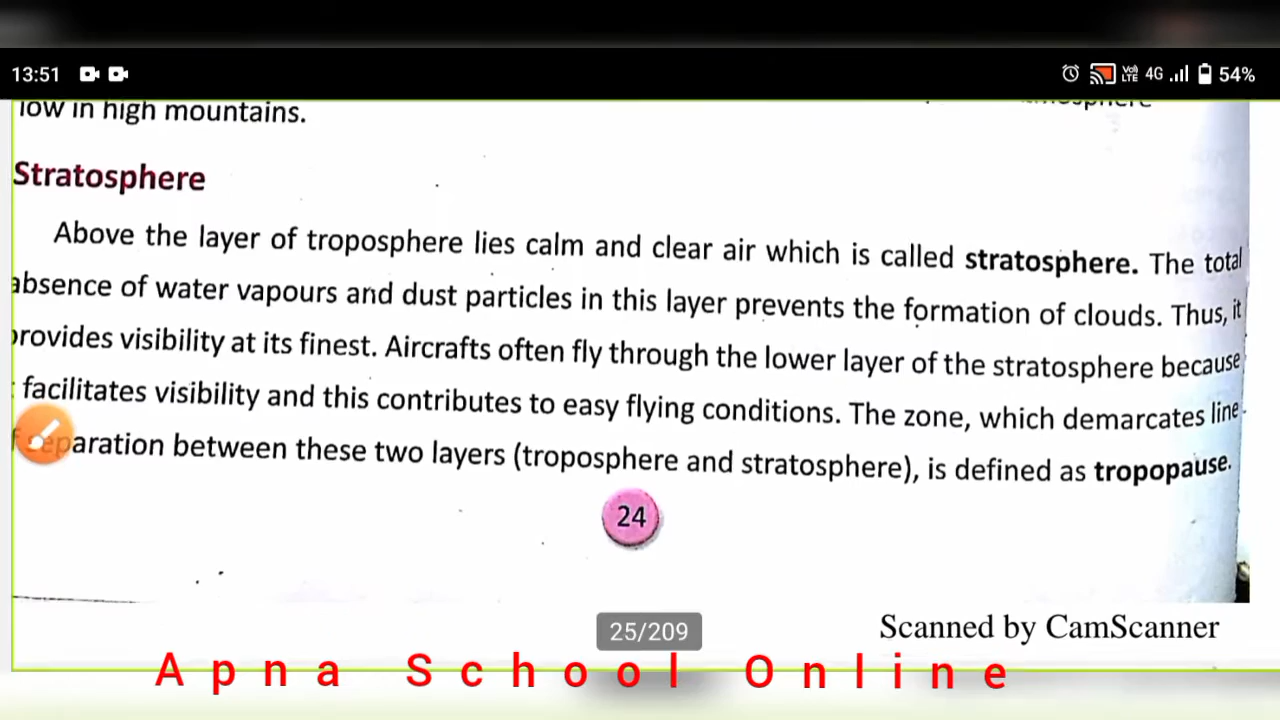 13:51 VoI LTE 4G 54%
low in high mountains.
Stratosphere
Above the layer of troposphere lies calm and clear air which is called stratosphere. The total
absence of water vapours and dust particles in this layer prevents the formation of clouds. Thus, it
provides visibility at its finest. Aircrafts often fly through the lower layer of the stratosphere because
facilitates visibility and this contributes to easy flying conditions. The zone, which demarcates line
separation between these two layers (troposphere and stratosphere), is defined as tropopause.
24
25/209
Scanned by CamScanner
Apna School Online